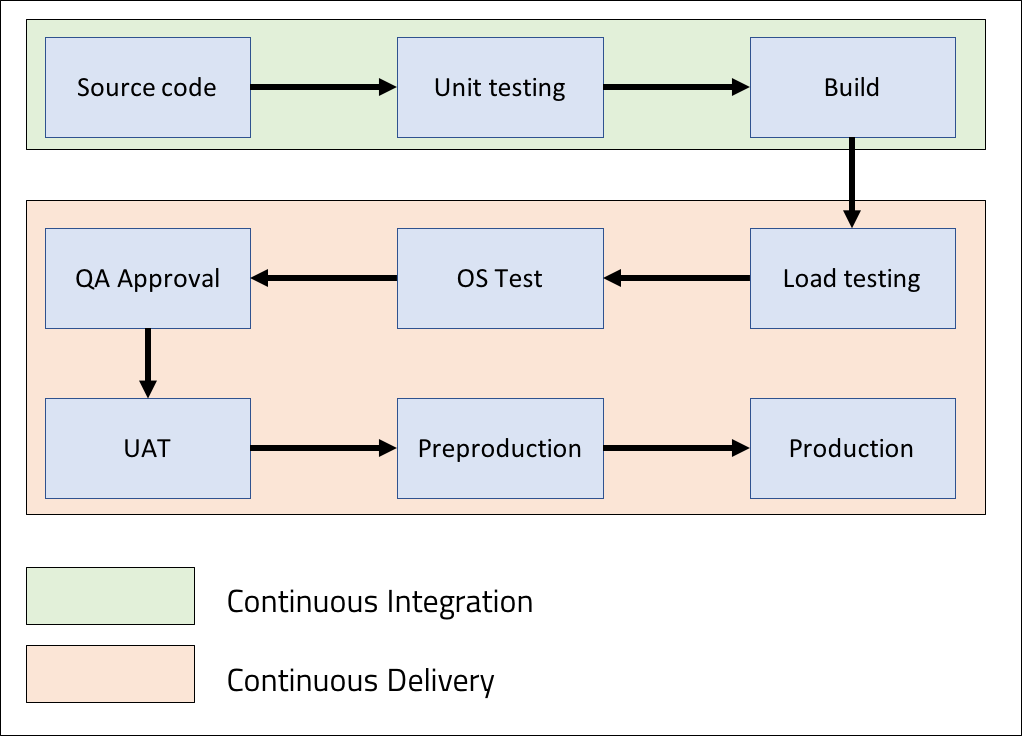 Source code
Unit testing
Build
QA Approval
OS Test
Load testing
UAT
Preproduction
Production
Continuous Integration
Continuous Delivery